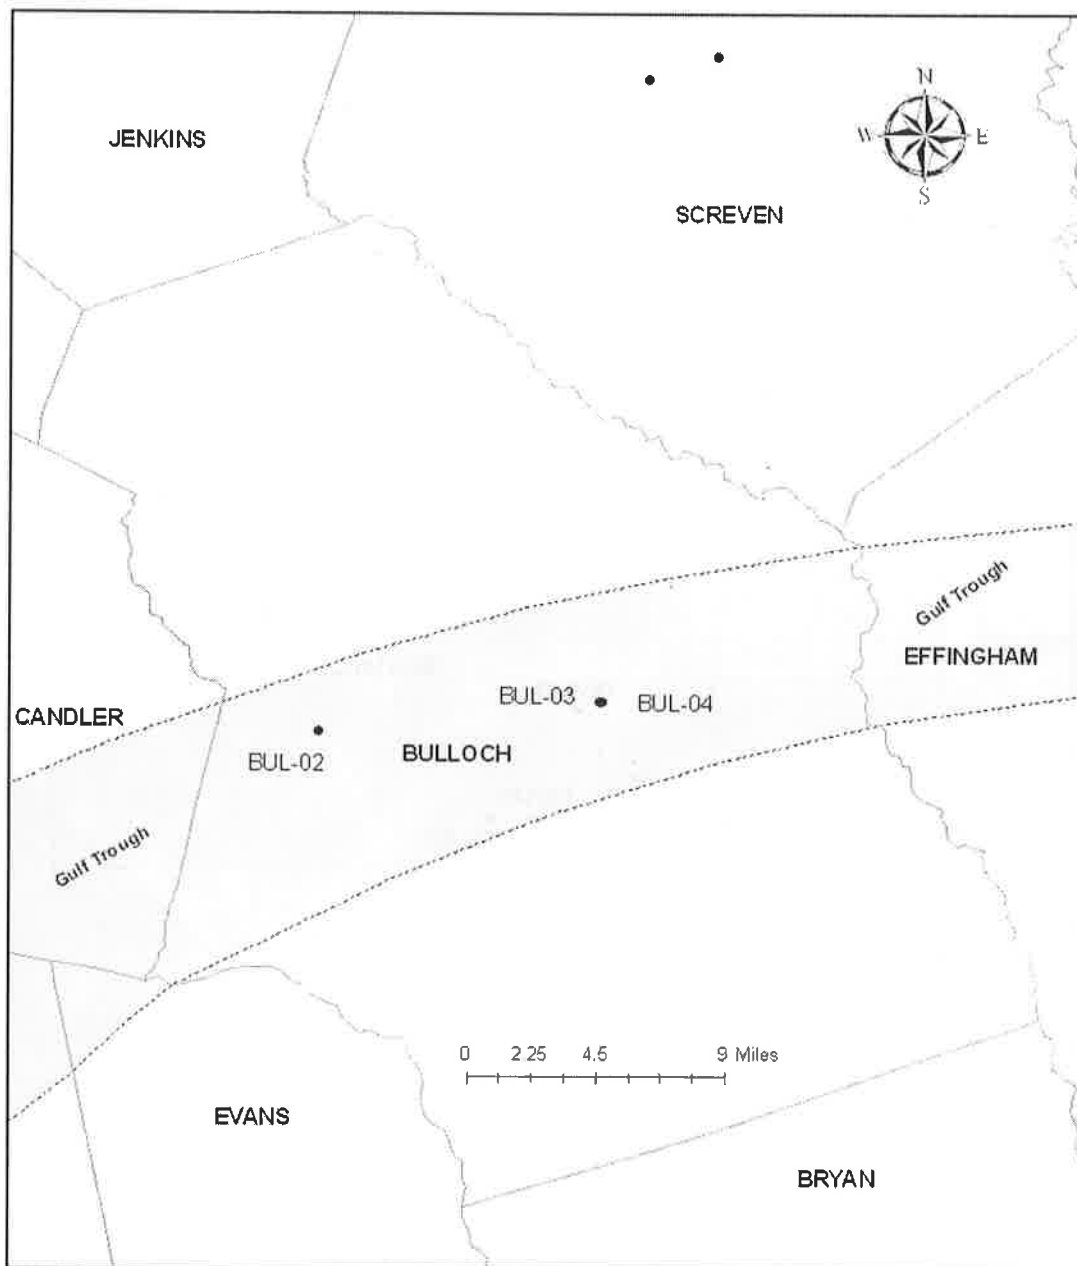 N
JENKINS
W
E
S
SCREVEN
Gulf Trough
EFFINGHAM
BUL-03
BUL-04
CANDLER
BULLOCH
BUL-02
Gulf Trough
0 2.25 4.5 9 Miles
EVANS
BRYAN